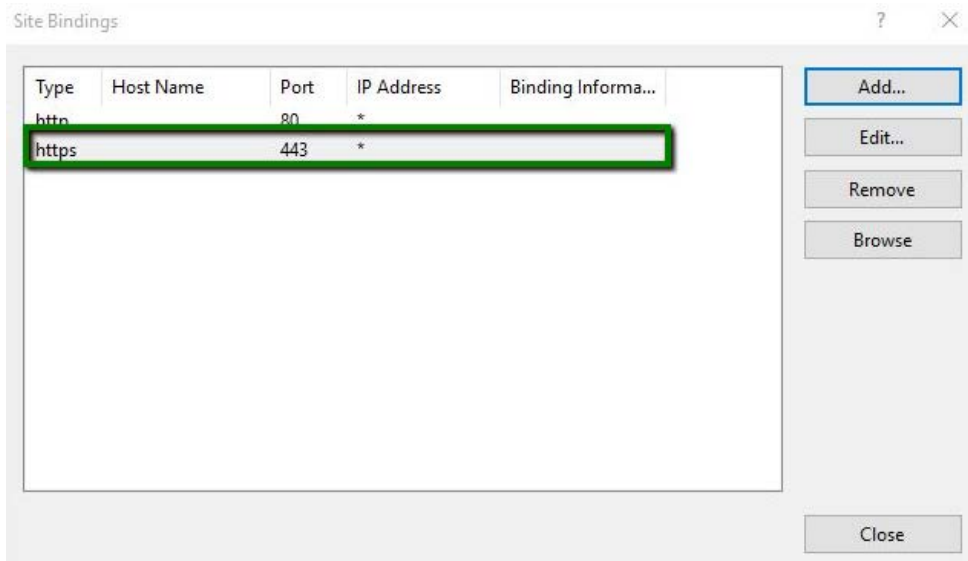 Site Bindings ?
Type Host Name Port IP Address Binding Informa...
http 80 *
https 443 *
Add...
Edit...
Remove
Browse
Close